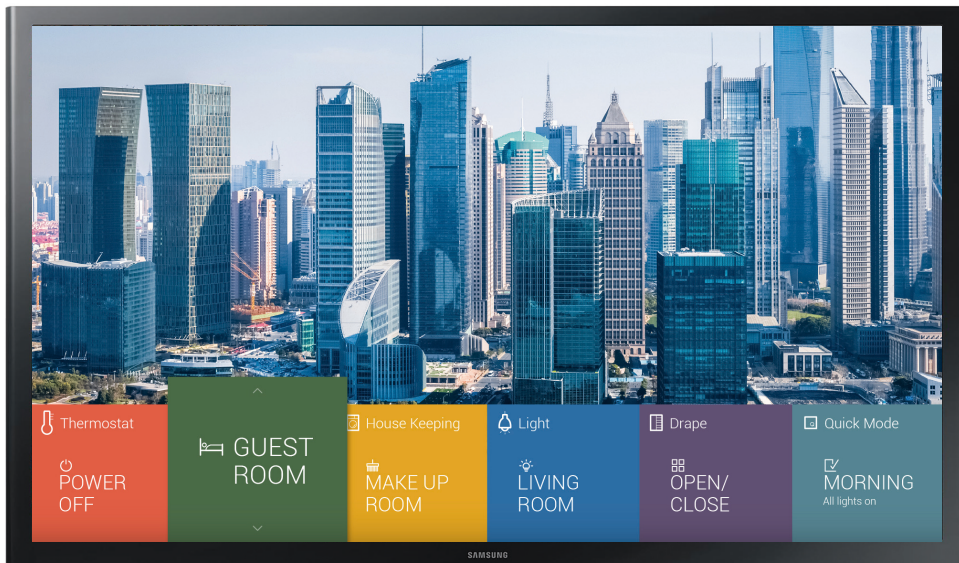 Thermostat
POWER
OFF
GUEST
ROOM
House Keeping
MAKE UP
ROOM
Light
LIVING
ROOM
Drape
OPEN/
CLOSE
Quick Mode
MORNING
All lights on
SAMSUNG